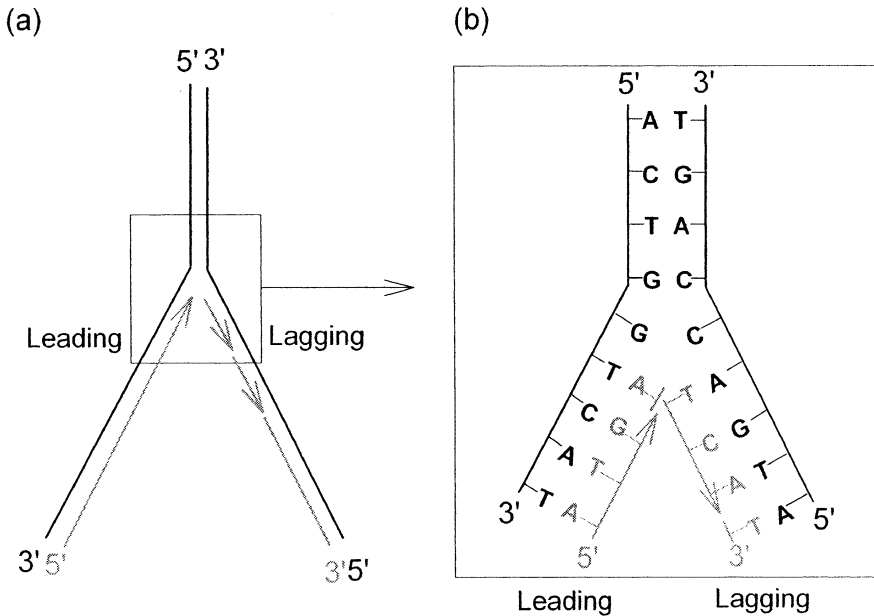 (a)
5' 3'
Leading
Lagging
3' 5'
3' 5'
(b)
5' 3'
A T
C G
T A
G C
G C
T A T A
C G C G
A T A T
T A T A
3' 5'
5' 3'
Leading Lagging